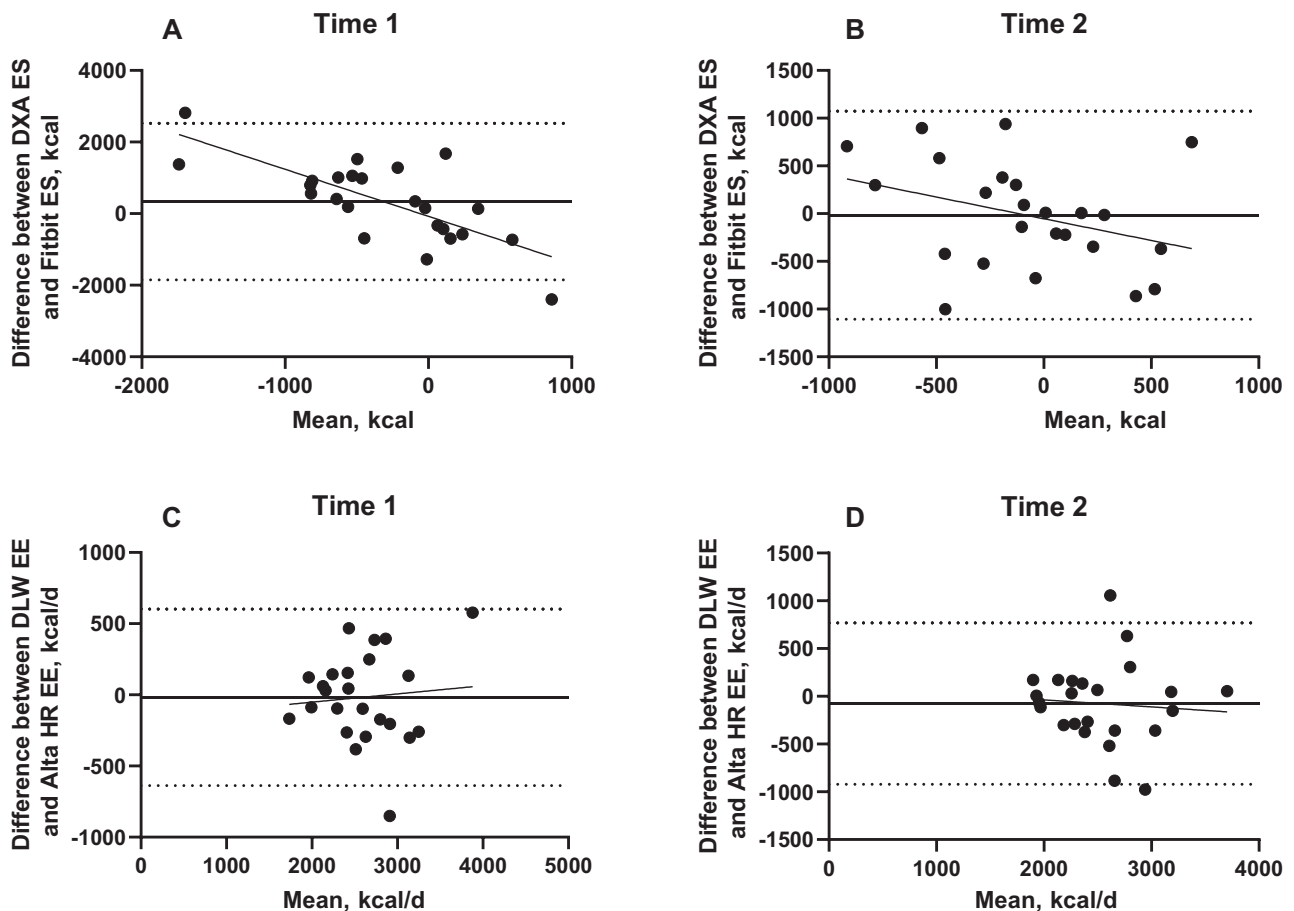 A
Time 1
Difference between DXA ES
and Fitbit ES, kcal
4000
2000
0
-2000
-4000
-2000
-1000
0
1000
Mean, kcal
B
Time 2
Difference between DXA ES
and Fitbit ES, kcal
1500
1000
500
0
-500
-1000
-1500
-1000
-500
0
500
1000
Mean, kcal
C
Time 1
Difference between DLW EE
and Alta HR EE, kcal/d
1000
500
0
-500
-1000
0
1000
2000
3000
4000
5000
Mean, kcal/d
D
Time 2
Difference between DLW EE
and Alta HR EE, kcal/d
1500
1000
500
0
-500
-1000
-1500
0
1000
2000
3000
4000
Mean, kcal/d